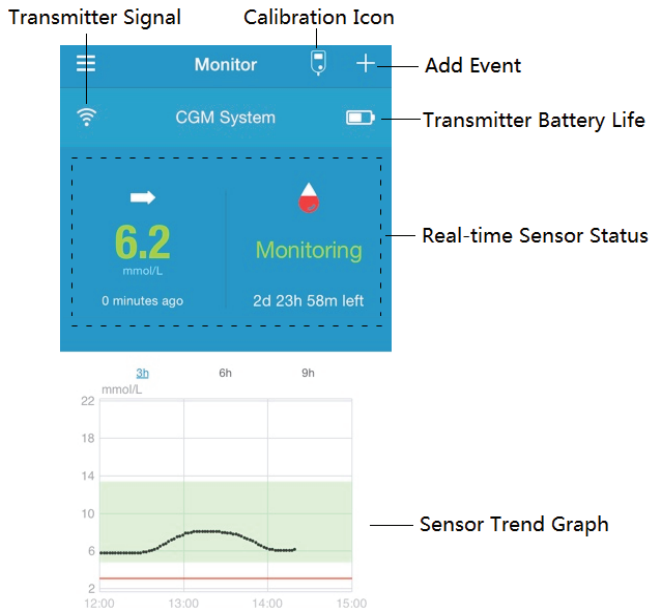 Transmitter Signal
Calibration Icon
Monitor
Add Event
CGM System
Transmitter Battery Life
6.2
mmol/L
0 minutes ago
Monitoring
2d 23h 58m left
Real-time Sensor Status
3h 6h 9h
mmol/L
22
18
14
10
6
2
12:00 13:00 14:00 15:00
Sensor Trend Graph